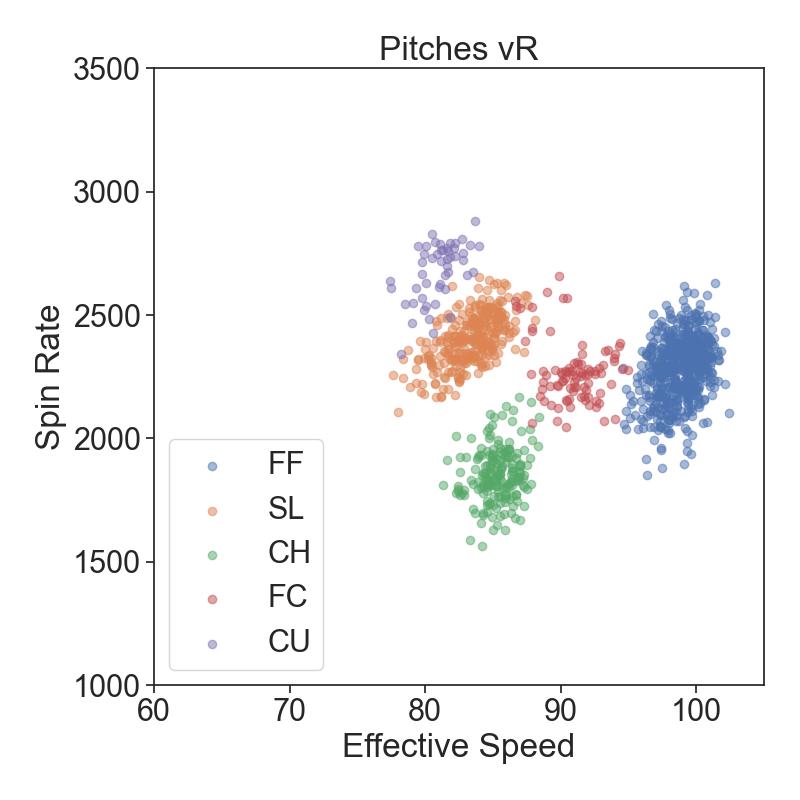 Pitches vR
3500
3000
2500
2000
1500
1000
Spin Rate
FF
SL
CH
FC
CU
60 70 80 90 100
Effective Speed